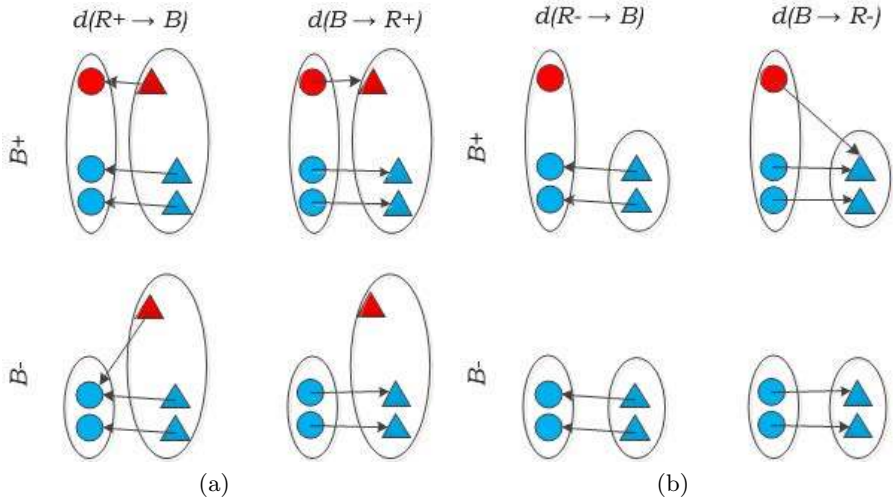 d(R+ → B) d(B → R+) d(R- → B) d(B → R-)
B+ B+
B- B-
(a) (b)